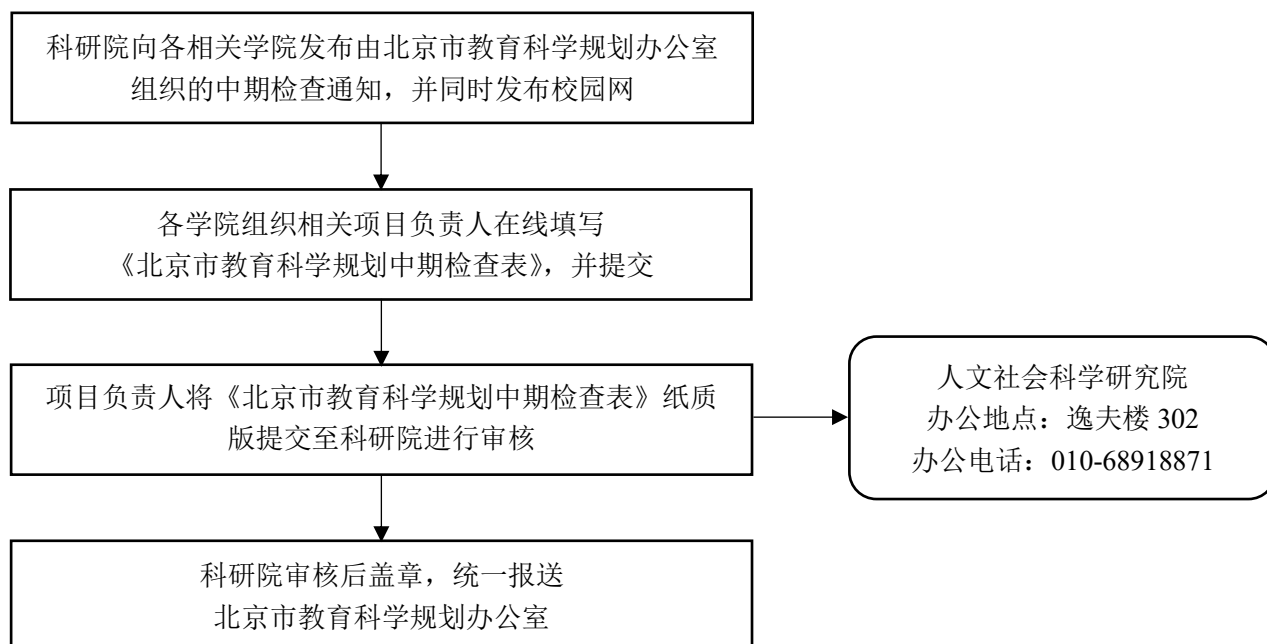 科研院向各相关学院发布由北京市教育科学规划办公室
组织的中期检查通知，并同时发布校园网
各学院组织相关项目负责人在线填写
《北京市教育科学规划中期检查表》，并提交
项目负责人将《北京市教育科学规划中期检查表》纸质
版提交至科研院进行审核
人文社会科学研究院
办公地点：逸夫楼 302
办公电话：010-68918871
科研院审核后盖章，统一报送
北京市教育科学规划办公室